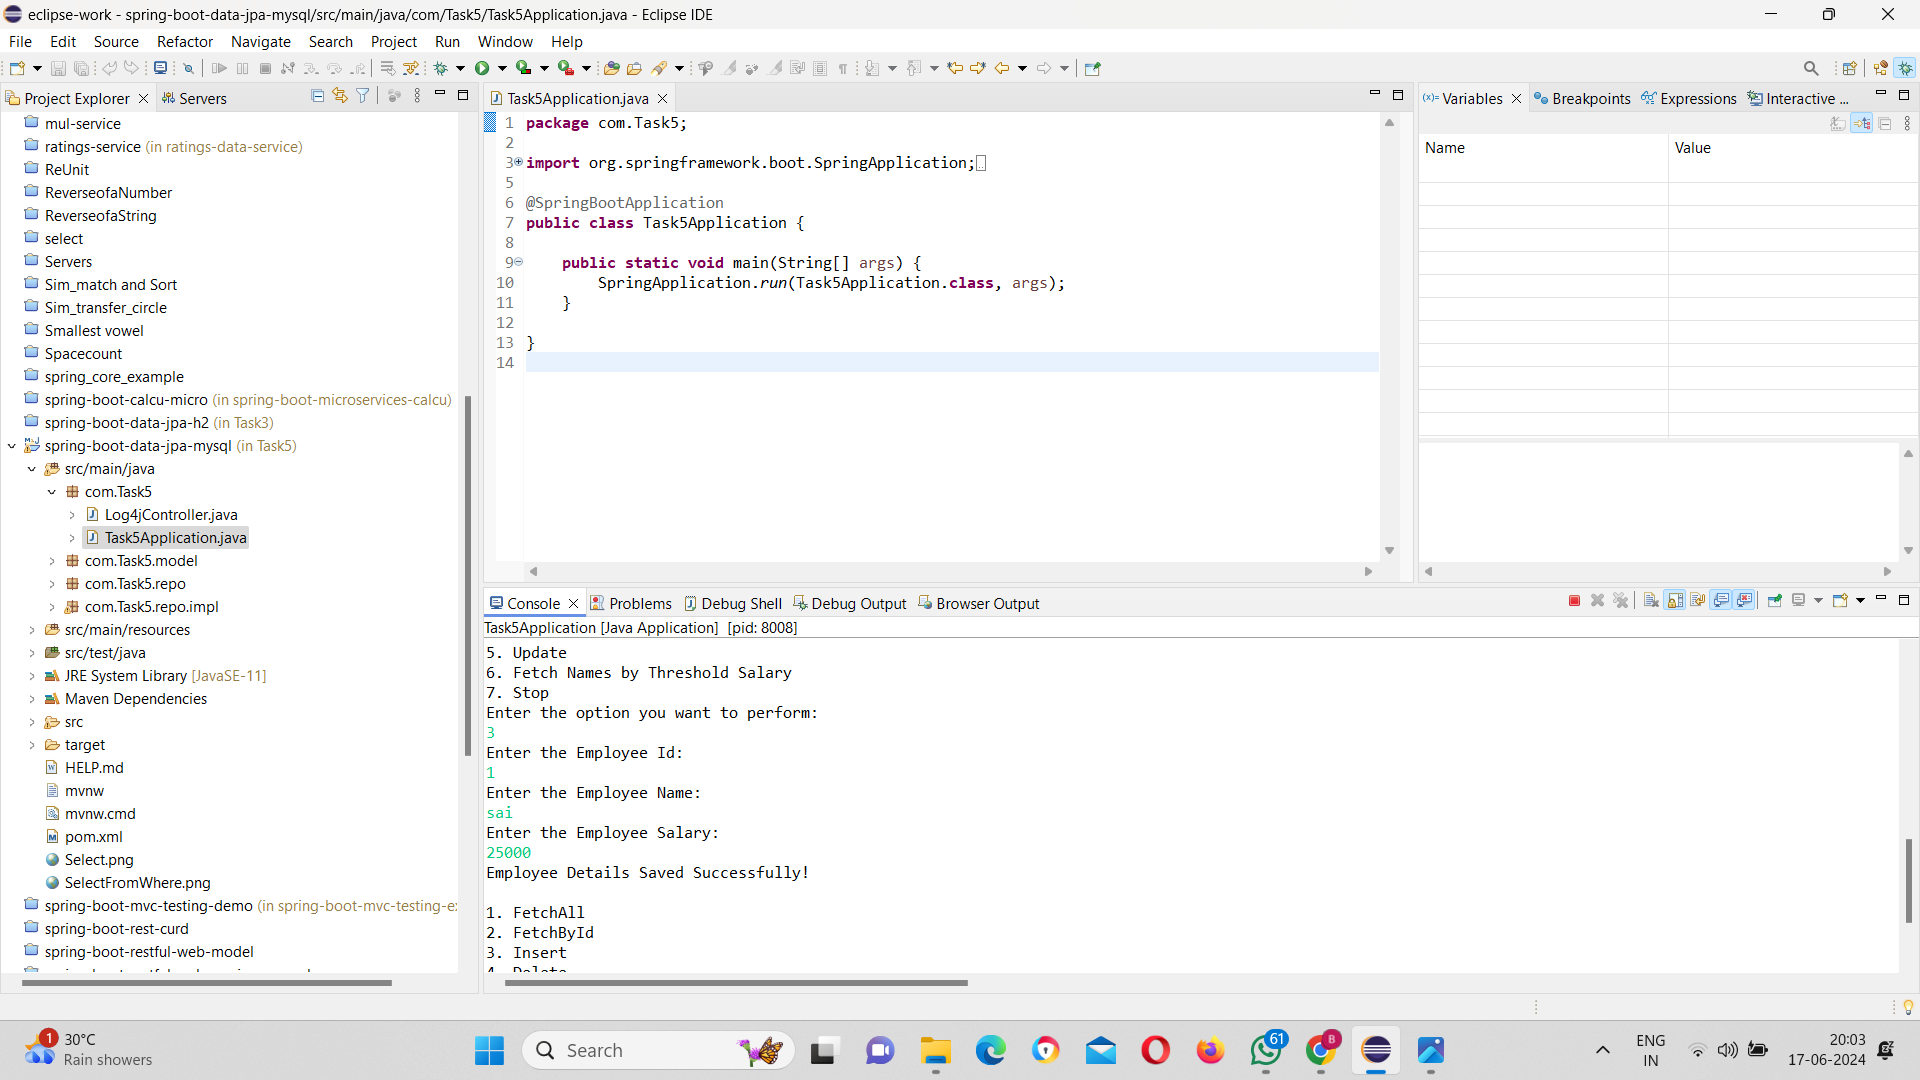 eclipse-work - spring-boot-data-jpa-mysql/src/main/java/com/Task5/Task5Application.java - Eclipse IDE
File Edit Source Refactor Navigate Search Project Run Window Help
Project Explorer
Servers
mul-service
ratings-service (in ratings-data-service)
ReUnit
ReverseofaNumber
ReverseofaString
select
Servers
Sim_match and Sort
Sim_transfer_circle
Smallest vowel
Spacecount
spring_core_example
spring-boot-calcu-micro (in spring-boot-microservices-calcu)
spring-boot-data-jpa-h2 (in Task3)
spring-boot-data-jpa-mysql (in Task5)
src/main/java
com.Task5
Log4jController.java
Task5Application.java
com.Task5.model
com.Task5.repo
com.Task5.repo.impl
src/main/resources
src/test/java
JRE System Library [JavaSE-11]
Maven Dependencies
src
target
HELP.md
mvnw
mvnw.cmd
pom.xml
Select.png
SelectFromWhere.png
spring-boot-mvc-testing-demo (in spring-boot-mvc-testing-ex
spring-boot-rest-curd
spring-boot-restful-web-model
Task5Application.java
1 package com.Task5;
2
3 import org.springframework.boot.SpringApplication;
5
6 @SpringBootApplication
7 public class Task5Application {
8
9 public static void main(String[] args) {
10 SpringApplication.run(Task5Application.class, args);
11 }
12
13 }
14
Variables Breakpoints Expressions Interactive ...
Name Value
Console Problems Debug Shell Debug Output Browser Output
Task5Application [Java Application] [pid: 8008]
5. Update
6. Fetch Names by Threshold Salary
7. Stop
Enter the option you want to perform:
3
Enter the Employee Id:
1
Enter the Employee Name:
sai
Enter the Employee Salary:
25000
Employee Details Saved Successfully!
1. FetchAll
2. FetchById
3. Insert
4. Delete
1
30°C
Rain showers
Search
61
B
ENG
IN
20:03
17-06-2024